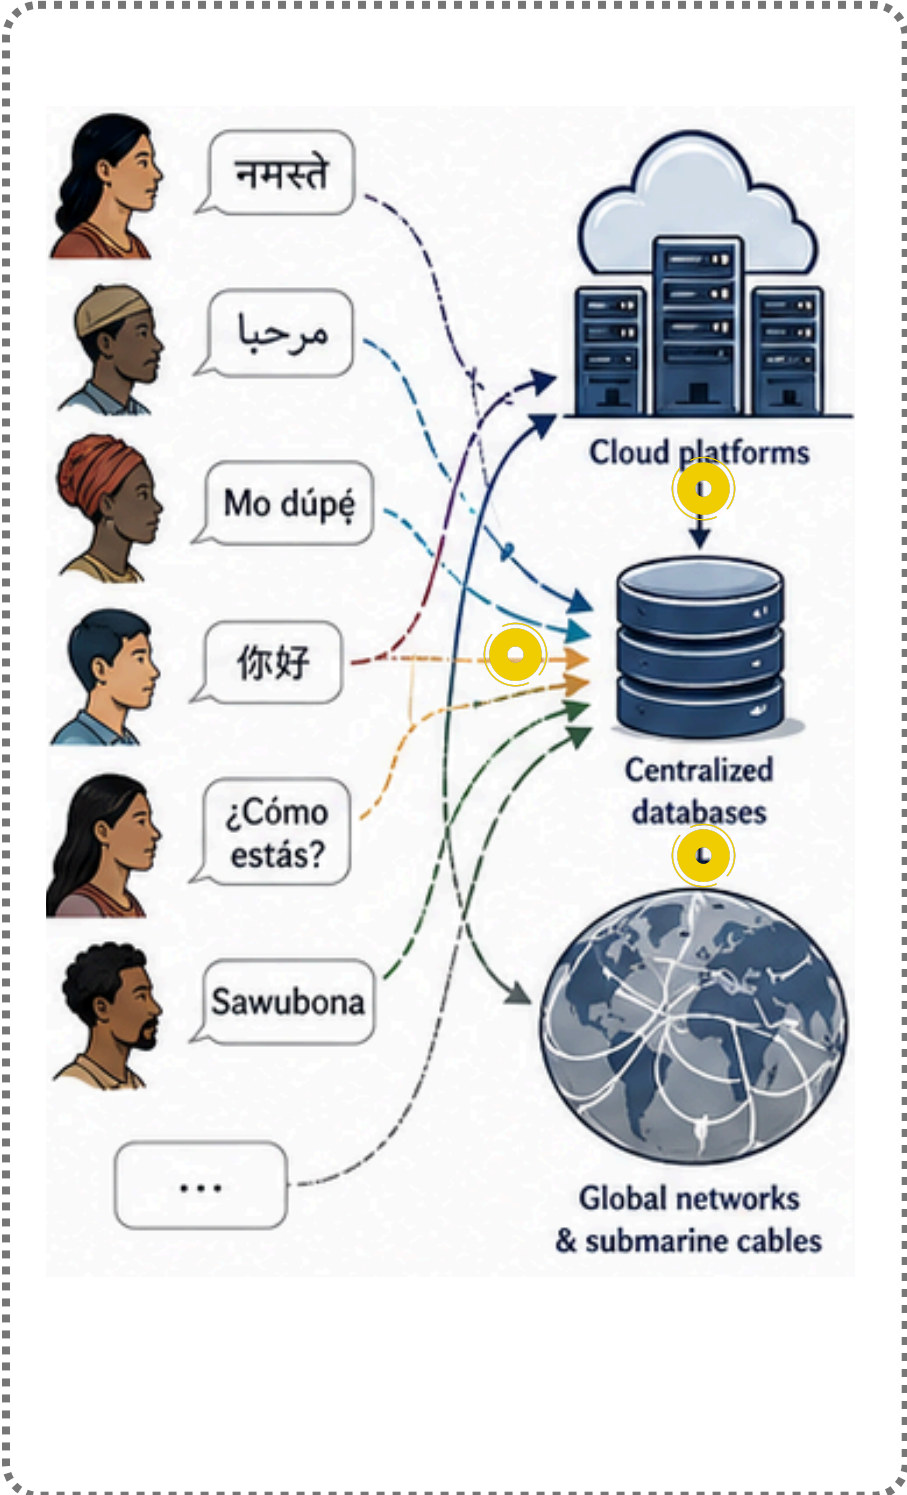 नमस्ते
مرحبا
Mo dúpẹ́
你好
¿Cómo
estás?
Sawubona
...
Cloud platforms
Centralized
databases
Global networks
& submarine cables